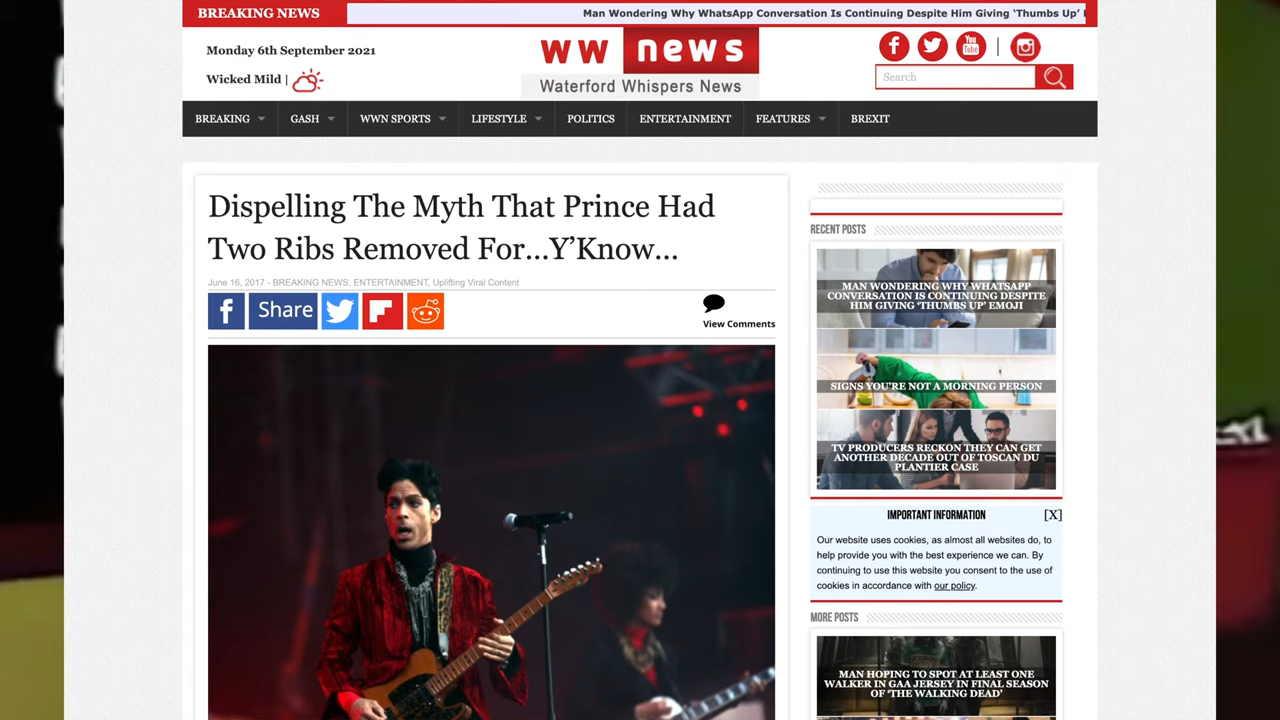 BREAKING NEWS
Man Wondering Why WhatsApp Conversation Is Continuing Despite Him Giving ‘Thumbs Up’
Monday 6th September 2021
Wicked Mild |
ww news
Waterford Whispers News
f
You
Tube
|
Search
BREAKING
GASH
WWN SPORTS
LIFESTYLE
POLITICS
ENTERTAINMENT
FEATURES
BREXIT
Dispelling The Myth That Prince Had
Two Ribs Removed For...Y’Know...
June 16, 2017 - BREAKING NEWS, ENTERTAINMENT, Uplifting Viral Content
f
Share
View Comments
RECENT POSTS
MAN WONDERING WHY WHATSAPP
CONVERSATION IS CONTINUING DESPITE
HIM GIVING ‘THUMBS UP’ EMOJI
SIGNS YOU’RE NOT A MORNING PERSON
TV PRODUCERS RECKON THEY CAN GET
ANOTHER DECADE OUT OF TOSCAN DU
PLANTIER CASE
IMPORTANT INFORMATION
[X]
Our website uses cookies, as almost all websites do, to
help provide you with the best experience we can. By
continuing to use this website you consent to the use of
cookies in accordance with our policy.
MORE POSTS
MAN HOPING TO SPOT AT LEAST ONE
WALKER IN GAA JERSEY IN FINAL SEASON
OF ‘THE WALKING DEAD’